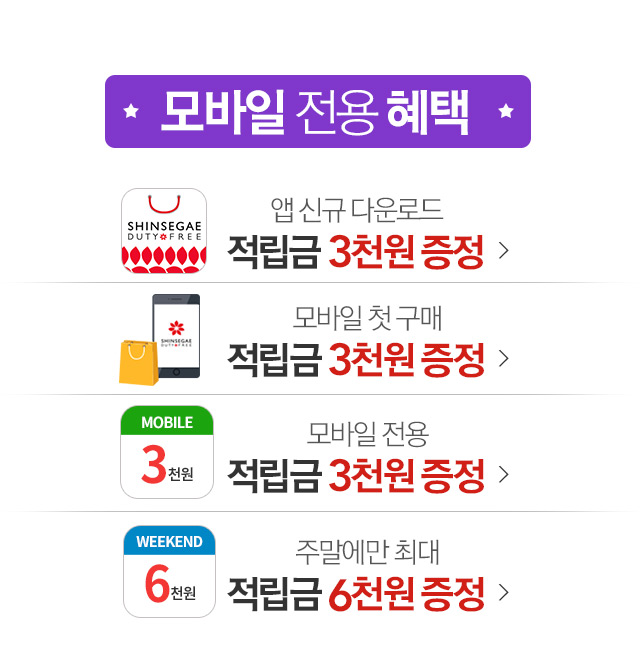 모바일 전용 혜택
SHINSEGAE
DUTY FREE
앱 신규 다운로드
적립금 3천원 증정
SHINSEGAE
DUTY FREE
모바일 첫 구매
적립금 3천원 증정
MOBILE
3천원
모바일 전용
적립금 3천원 증정
WEEKEND
6천원
주말에만 최대
적립금 6천원 증정